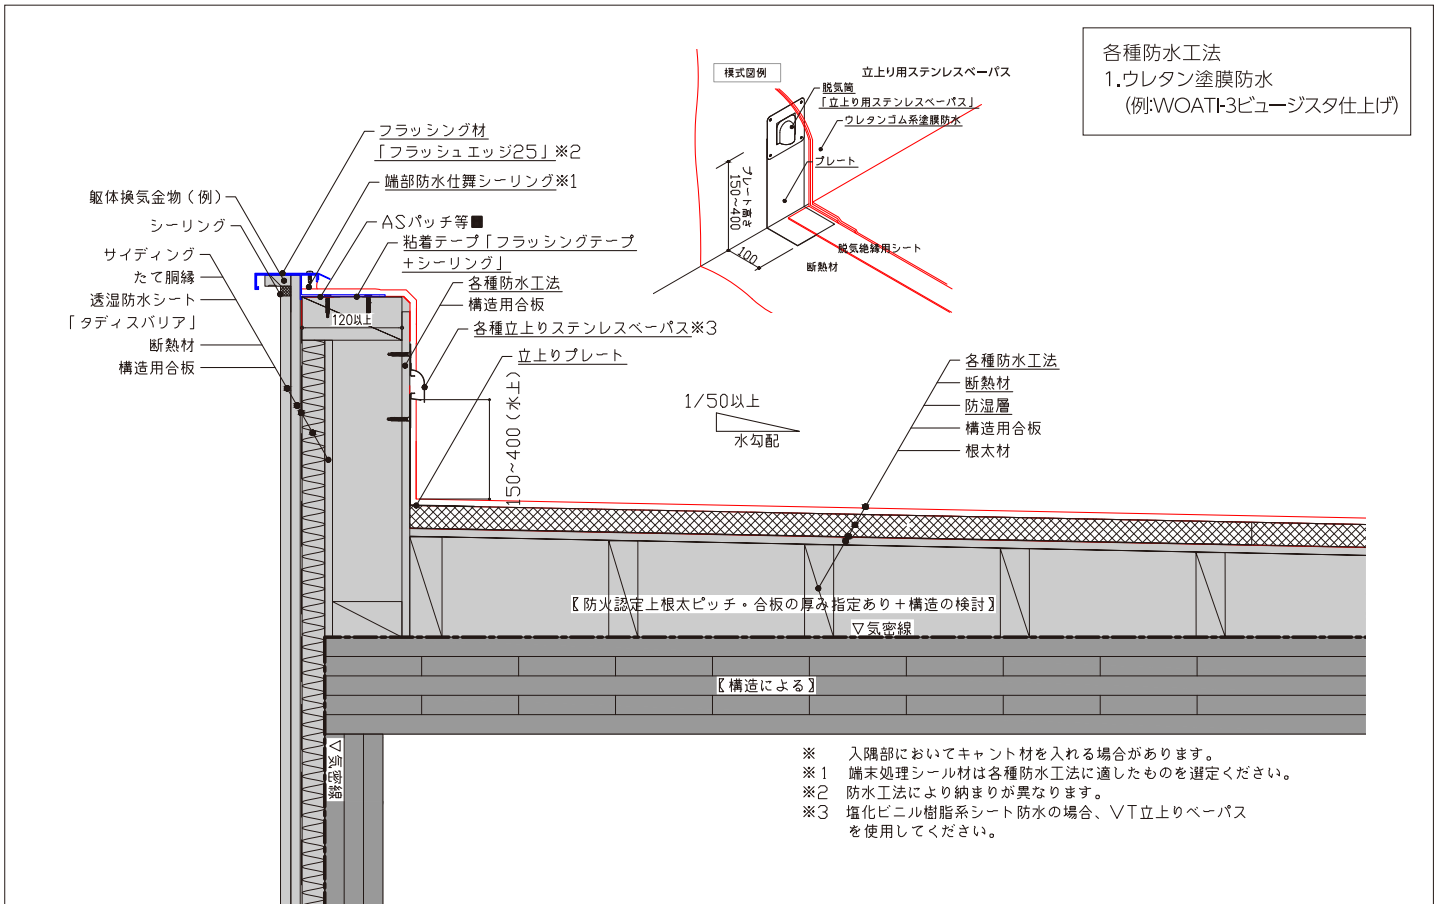 各種防水工法
1.ウレタン塗膜防水
(例:WOATI-3ビュージスタ仕上げ)
模式図例
立上り用ステンレスベーパス
脱気筒
「立上り用ステンレスベーパス」
ウレタンゴム系塗膜防水
プレート
プレート高さ
150~400
100
脱気絶縁用シート
断熱材
フラッシング材
「フラッシュエッジ25」※2
端部防水仕舞シーリング※1
ASパッチ等■
粘着テープ「フラッシングテープ
+シーリング」
各種防水工法
構造用合板
各種立上りステンレスベーパス※3
立上りプレート
躯体換気金物(例)
シーリング
サイディング
たて胴縁
透湿防水シート
「タディスバリア」
断熱材
構造用合板
120以上
150~400(水上)
1/50以上
水勾配
各種防水工法
断熱材
防湿層
構造用合板
根太材
〖防火認定上根太ピッチ・合板の厚み指定あり+構造の検討〗
▽気密線
〖構造による〗
▽気密線
※ 入隅部においてキャント材を入れる場合があります。
※1 端末処理シール材は各種防水工法に適したものを選定ください。
※2 防水工法により納まりが異なります。
※3 塩化ビニル樹脂系シート防水の場合、VT立上りベーパス
を使用してください。